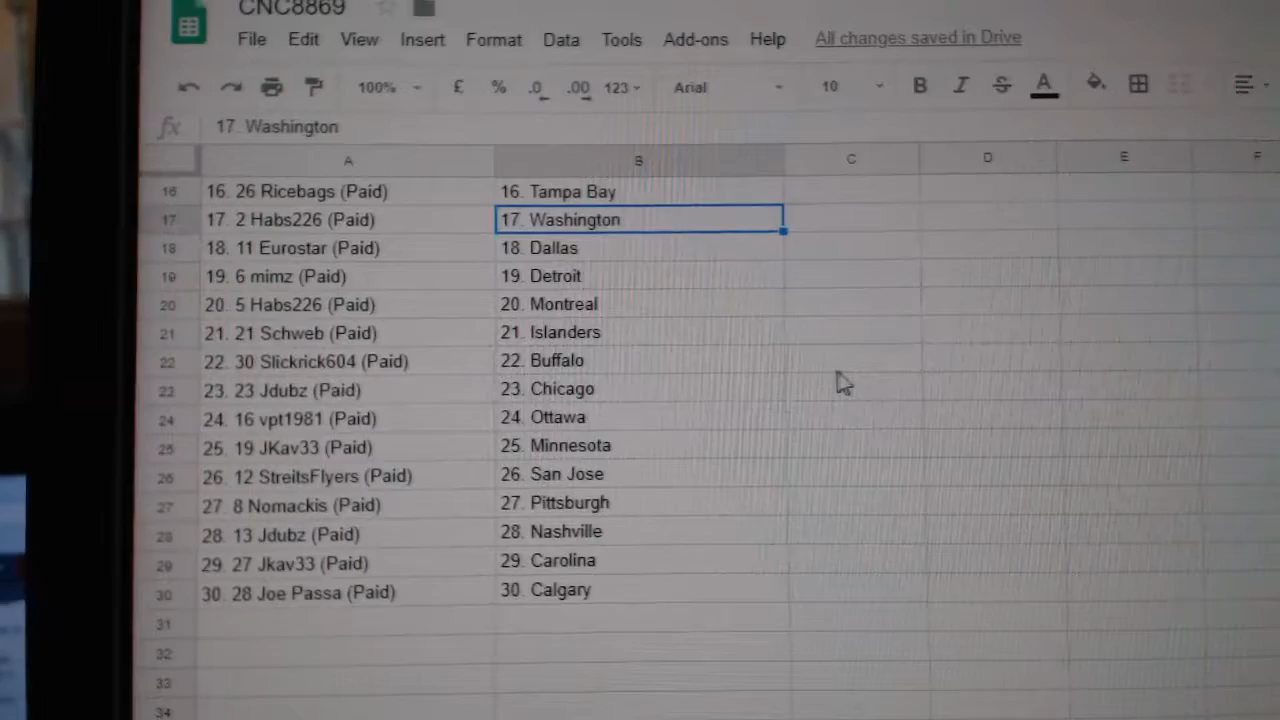 CNC8869
File Edit View Insert Format Data Tools Add-ons Help All changes saved in Drive
100% £ % .0 .00 123 Arial 10 B I S A
fx 17. Washington
A B C D E F
16 16. 26 Ricebags (Paid) 16. Tampa Bay
17 17. 2 Habs226 (Paid) 17. Washington
18 18. 11 Eurostar (Paid) 18. Dallas
19 19. 6 mimz (Paid) 19. Detroit
20 20. 5 Habs226 (Paid) 20. Montreal
21 21. 21 Schweb (Paid) 21. Islanders
22 22. 30 Slickrick604 (Paid) 22. Buffalo
23 23. 23 Jdubz (Paid) 23. Chicago
24 24. 16 vpt1981 (Paid) 24. Ottawa
25 25. 19 JKav33 (Paid) 25. Minnesota
26 26. 12 StreitsFlyers (Paid) 26. San Jose
27 27. 8 Nomackis (Paid) 27. Pittsburgh
28 28. 13 Jdubz (Paid) 28. Nashville
29 29. 27 Jkav33 (Paid) 29. Carolina
30 30. 28 Joe Passa (Paid) 30. Calgary
31
32
33
34